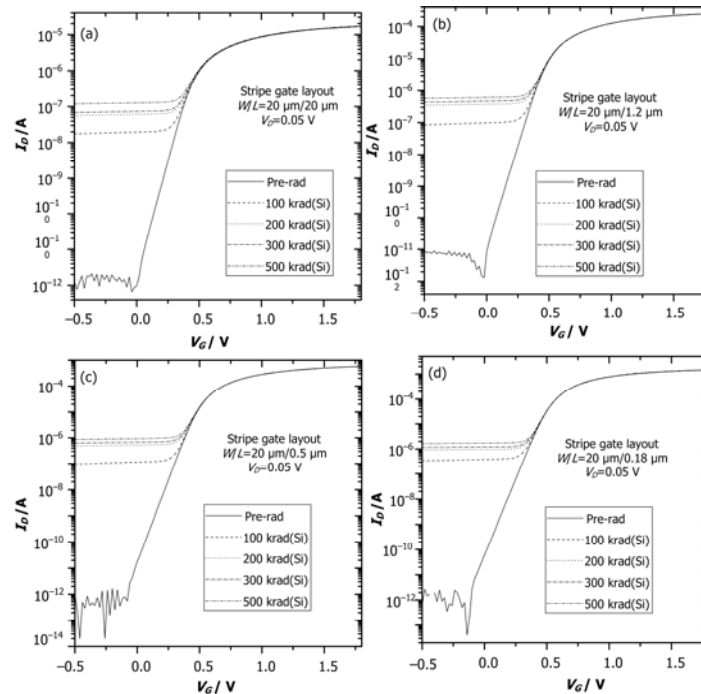 (a)
Stripe gate layout
W/L=20 μm/20 μm
V_D=0.05 V
Pre-rad
100 krad(Si)
200 krad(Si)
300 krad(Si)
500 krad(Si)
10^-5
10^-6
10^-7
10^-8
10^-9
10^-1
0
10^-1
0
10^-12
I_D/A
−0.5 0.0 0.5 1.0 1.5
V_G/ V
(b)
Stripe gate layout
W/L=20 μm/1.2 μm
V_D=0.05 V
Pre-rad
100 krad(Si)
200 krad(Si)
300 krad(Si)
500 krad(Si)
10^-4
10^-5
10^-6
10^-7
10^-8
10^-9
10^-1
0
10^-11
10^-1
2
I_D/A
−0.5 0.0 0.5 1.0 1.5
V_G/ V
(c)
Stripe gate layout
W/L=20 μm/0.5 μm
V_D=0.05 V
Pre-rad
100 krad(Si)
200 krad(Si)
300 krad(Si)
500 krad(Si)
10^-4
10^-6
10^-8
10^-10
10^-12
10^-14
I_D/A
−0.5 0.0 0.5 1.0 1.5
V_G/ V
(d)
Stripe gate layout
W/L=20 μm/0.18 μm
V_D=0.05 V
Pre-rad
100 krad(Si)
200 krad(Si)
300 krad(Si)
500 krad(Si)
10^-4
10^-6
10^-8
10^-10
10^-12
I_D/A
−0.5 0.0 0.5 1.0 1.5
V_G/ V